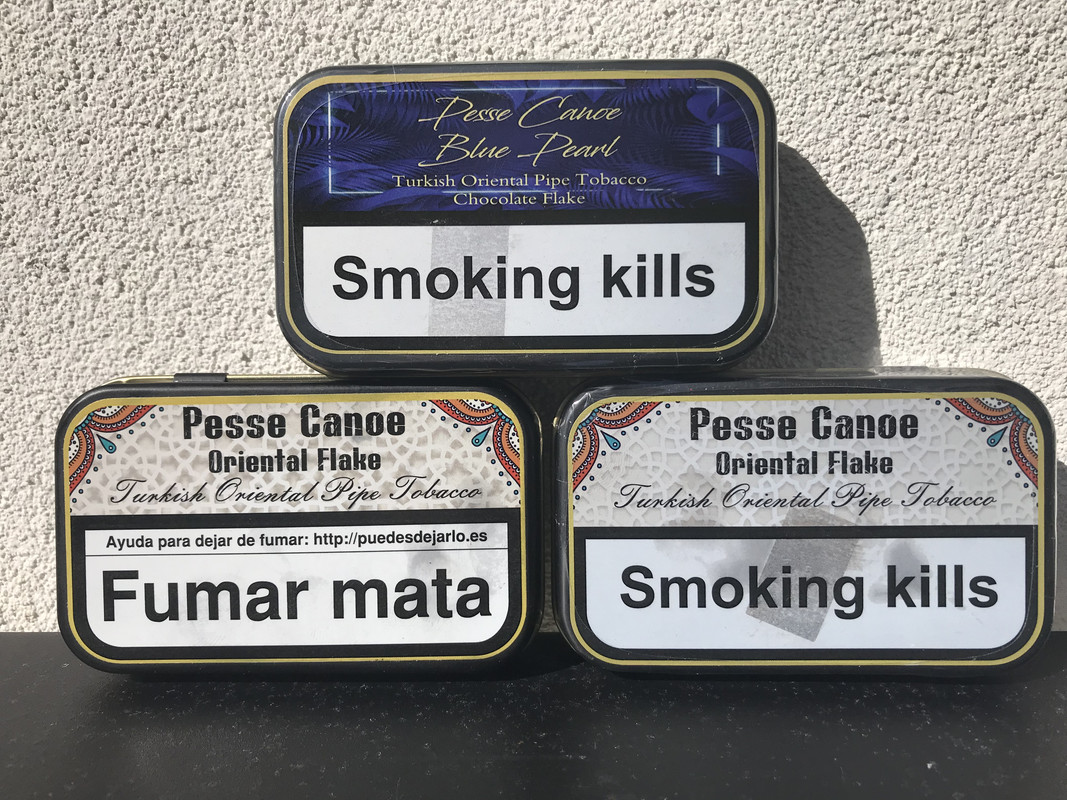 Pesse Canoe
Blue Pearl
Turkish Oriental Pipe Tobacco
Chocolate Flake
Smoking kills
Pesse Canoe
Oriental Flake
Turkish Oriental Pipe Tobacco
Ayuda para dejar de fumar: http://puedesdejarlo.es
Fumar mata
Pesse Canoe
Oriental Flake
Turkish Oriental Pipe Tobacco
Smoking kills